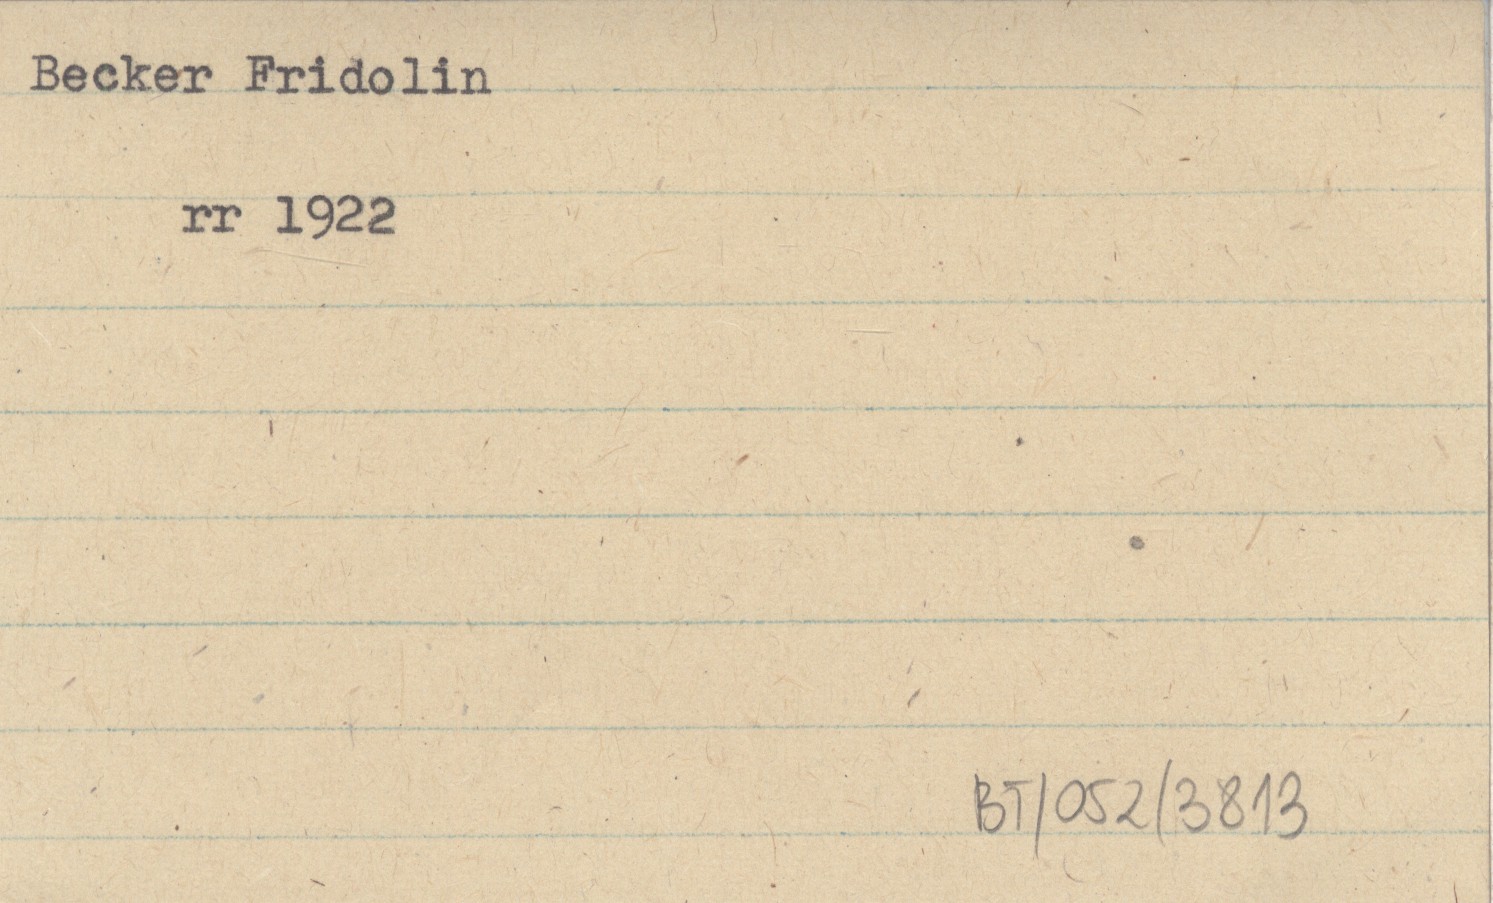 Becker Fridolin
rr 1922
BT/052/3813